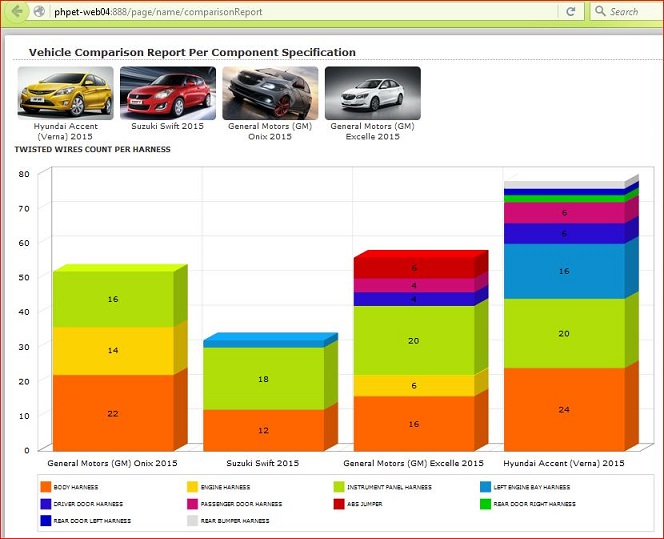 phpet-web04:888/page/name/comparisonReport
Search
Vehicle Comparison Report Per Component Specification
Hyundai Accent
(Verna) 2015
Suzuki Swift 2015
General Motors (GM)
Onix 2015
General Motors (GM)
Excelle 2015
TWISTED WIRES COUNT PER HARNESS
80
70
60
50
40
30
20
10
0
16
14
22
18
12
6
4
4
20
6
16
6
6
16
20
24
General Motors (GM) Onix 2015
Suzuki Swift 2015
General Motors (GM) Excelle 2015
Hyundai Accent (Verna) 2015
BODY HARNESS
ENGINE HARNESS
INSTRUMENT PANEL HARNESS
LEFT ENGINE BAY HARNESS
DRIVER DOOR HARNESS
PASSENGER DOOR HARNESS
ABS JUMPER
REAR DOOR RIGHT HARNESS
REAR DOOR LEFT HARNESS
REAR BUMPER HARNESS